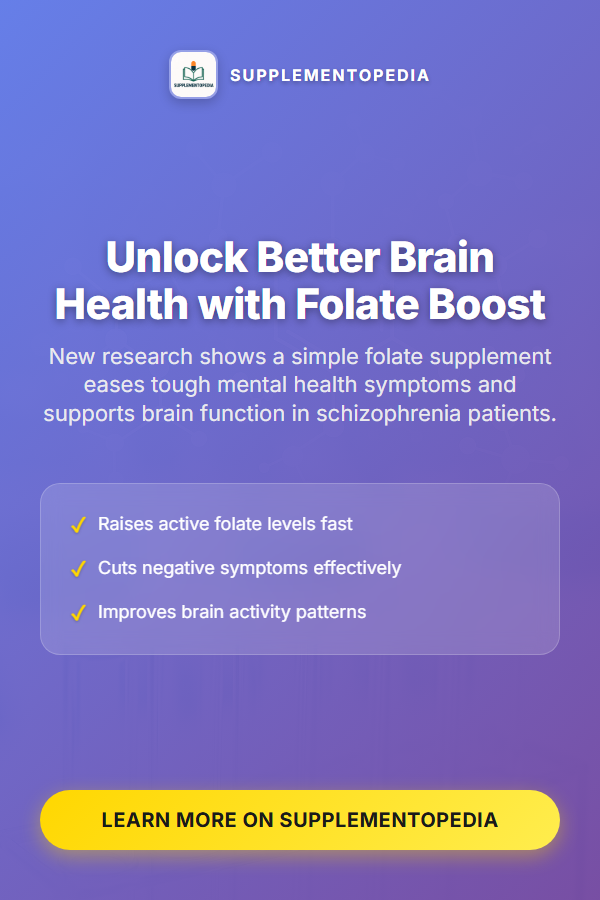 SUPPLEMENTOPEDIA
SUPPLEMENTOPEDIA
Unlock Better Brain
Health with Folate Boost
New research shows a simple folate supplement
eases tough mental health symptoms and
supports brain function in schizophrenia patients.
✓ Raises active folate levels fast
✓ Cuts negative symptoms effectively
✓ Improves brain activity patterns
LEARN MORE ON SUPPLEMENTOPEDIA